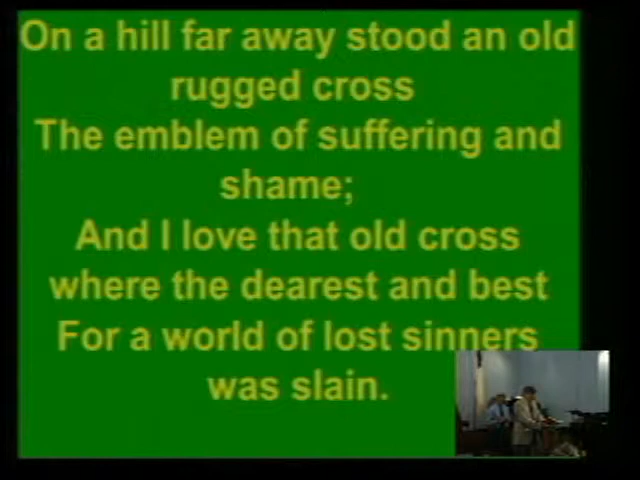 On a hill far away stood an old
rugged cross
The emblem of suffering and
shame;
And I love that old cross
where the dearest and best
For a world of lost sinners
was slain.